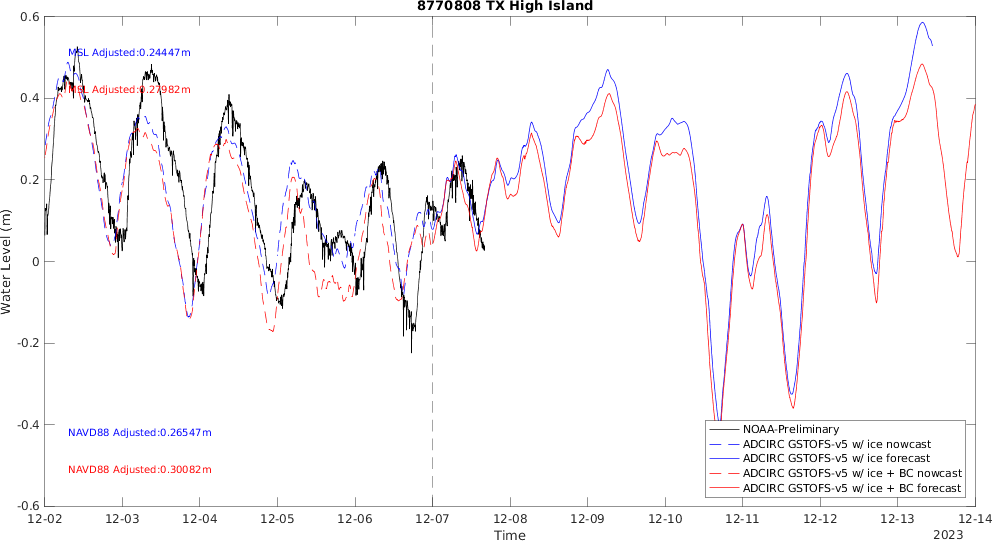 8770808 TX High Island
0.6
0.4
0.2
0
-0.2
-0.4
-0.6
Water Level (m)
MSL Adjusted:0.24447m
MSL Adjusted:0.27982m
NAVD88 Adjusted:0.26547m
NAVD88 Adjusted:0.30082m
NOAA-Preliminary
ADCIRC GSTOFS-v5 w/ ice nowcast
ADCIRC GSTOFS-v5 w/ ice forecast
ADCIRC GSTOFS-v5 w/ ice + BC nowcast
ADCIRC GSTOFS-v5 w/ ice + BC forecast
12-02 12-03 12-04 12-05 12-06 12-07 12-08 12-09 12-10 12-11 12-12 12-13 12-14
Time
2023